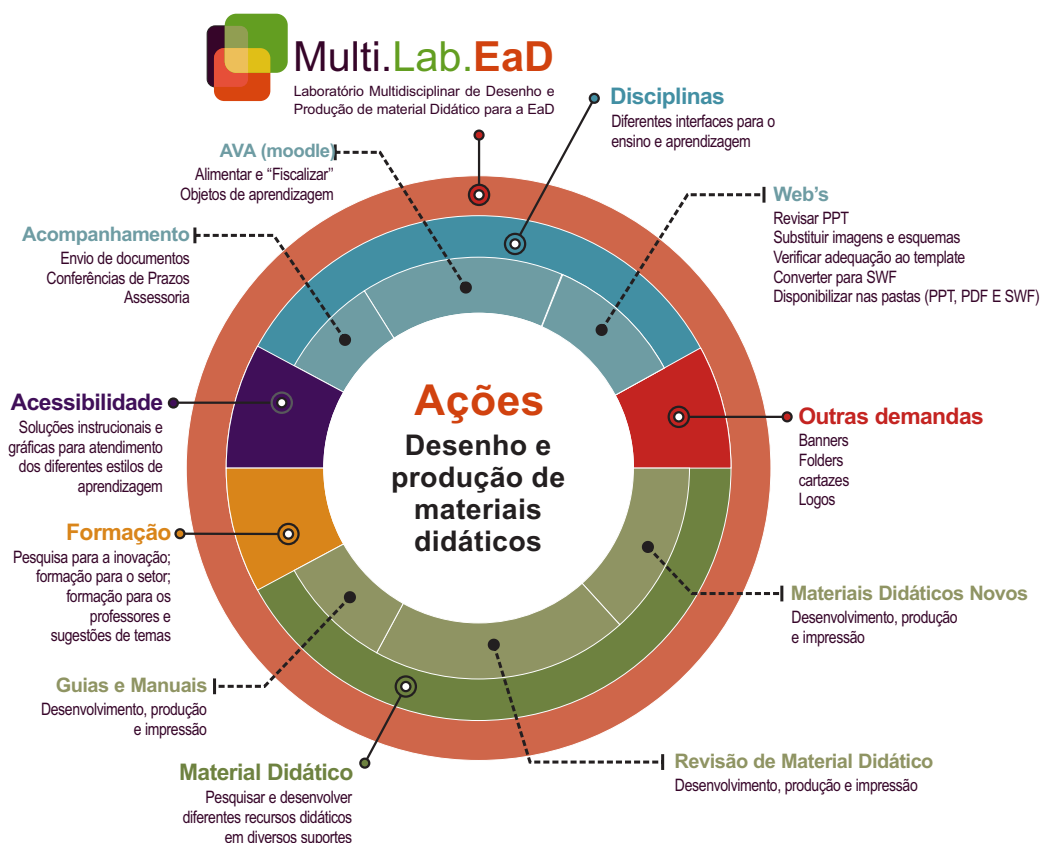 Multi.Lab.EaD
Laboratório Multidisciplinar de Desenho e
Produção de material Didático para a EaD
Disciplinas
Diferentes interfaces para o
ensino e aprendizagem
AVA (moodle)
Alimentar e “Fiscalizar”
Objetos de aprendizagem
Web's
Revisar PPT
Substituir imagens e esquemas
Verificar adequação ao template
Converter para SWF
Disponibilizar nas pastas (PPT, PDF E SWF)
Acompanhamento
Envio de documentos
Conferências de Prazos
Assessoria
Acessibilidade
Soluções instrucionais e
gráficas para atendimento
dos diferentes estilos de
aprendizagem
Ações
Desenho e
produção de
materiais
didáticos
Outras demandas
Banners
Folders
cartazes
Logos
Formação
Pesquisa para a inovação;
formação para o setor;
formação para os
professores e
sugestões de temas
Materiais Didáticos Novos
Desenvolvimento, produção
e impressão
Guias e Manuais
Desenvolvimento, produção
e impressão
Material Didático
Pesquisar e desenvolver
diferentes recursos didáticos
em diversos suportes
Revisão de Material Didático
Desenvolvimento, produção e impressão